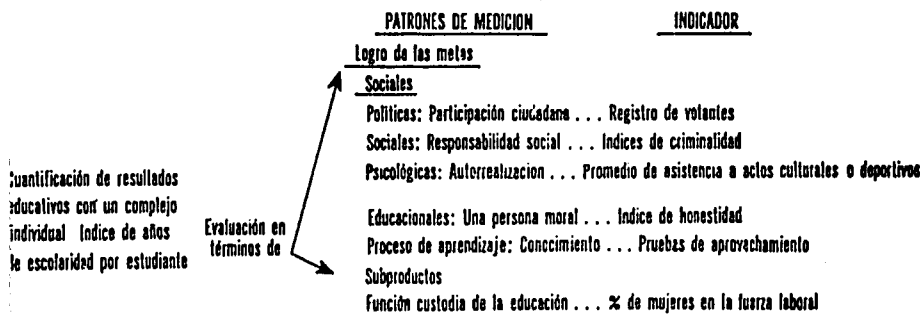 PATRONES DE MEDICION INDICADOR
Logro de las metas
Sociales
Políticas: Participación ciudadana . . . Registro de votantes
Sociales: Responsabilidad social . . . Indices de criminalidad
Psicológicas: Autorrealizacion . . . Promedio de asistencia a actos culturales o deportivos
Educacionales: Una persona moral . . . Indice de honestidad
Proceso de aprendizaje: Conocimiento . . . Pruebas de aprovechamiento
Subproductos
Función custodia de la educación . . . % de mujeres en la fuerza laboral
Cuantificación de resultados
educativos con un complejo
individual Indice de años
de escolaridad por estudiante
Evaluación en
términos de